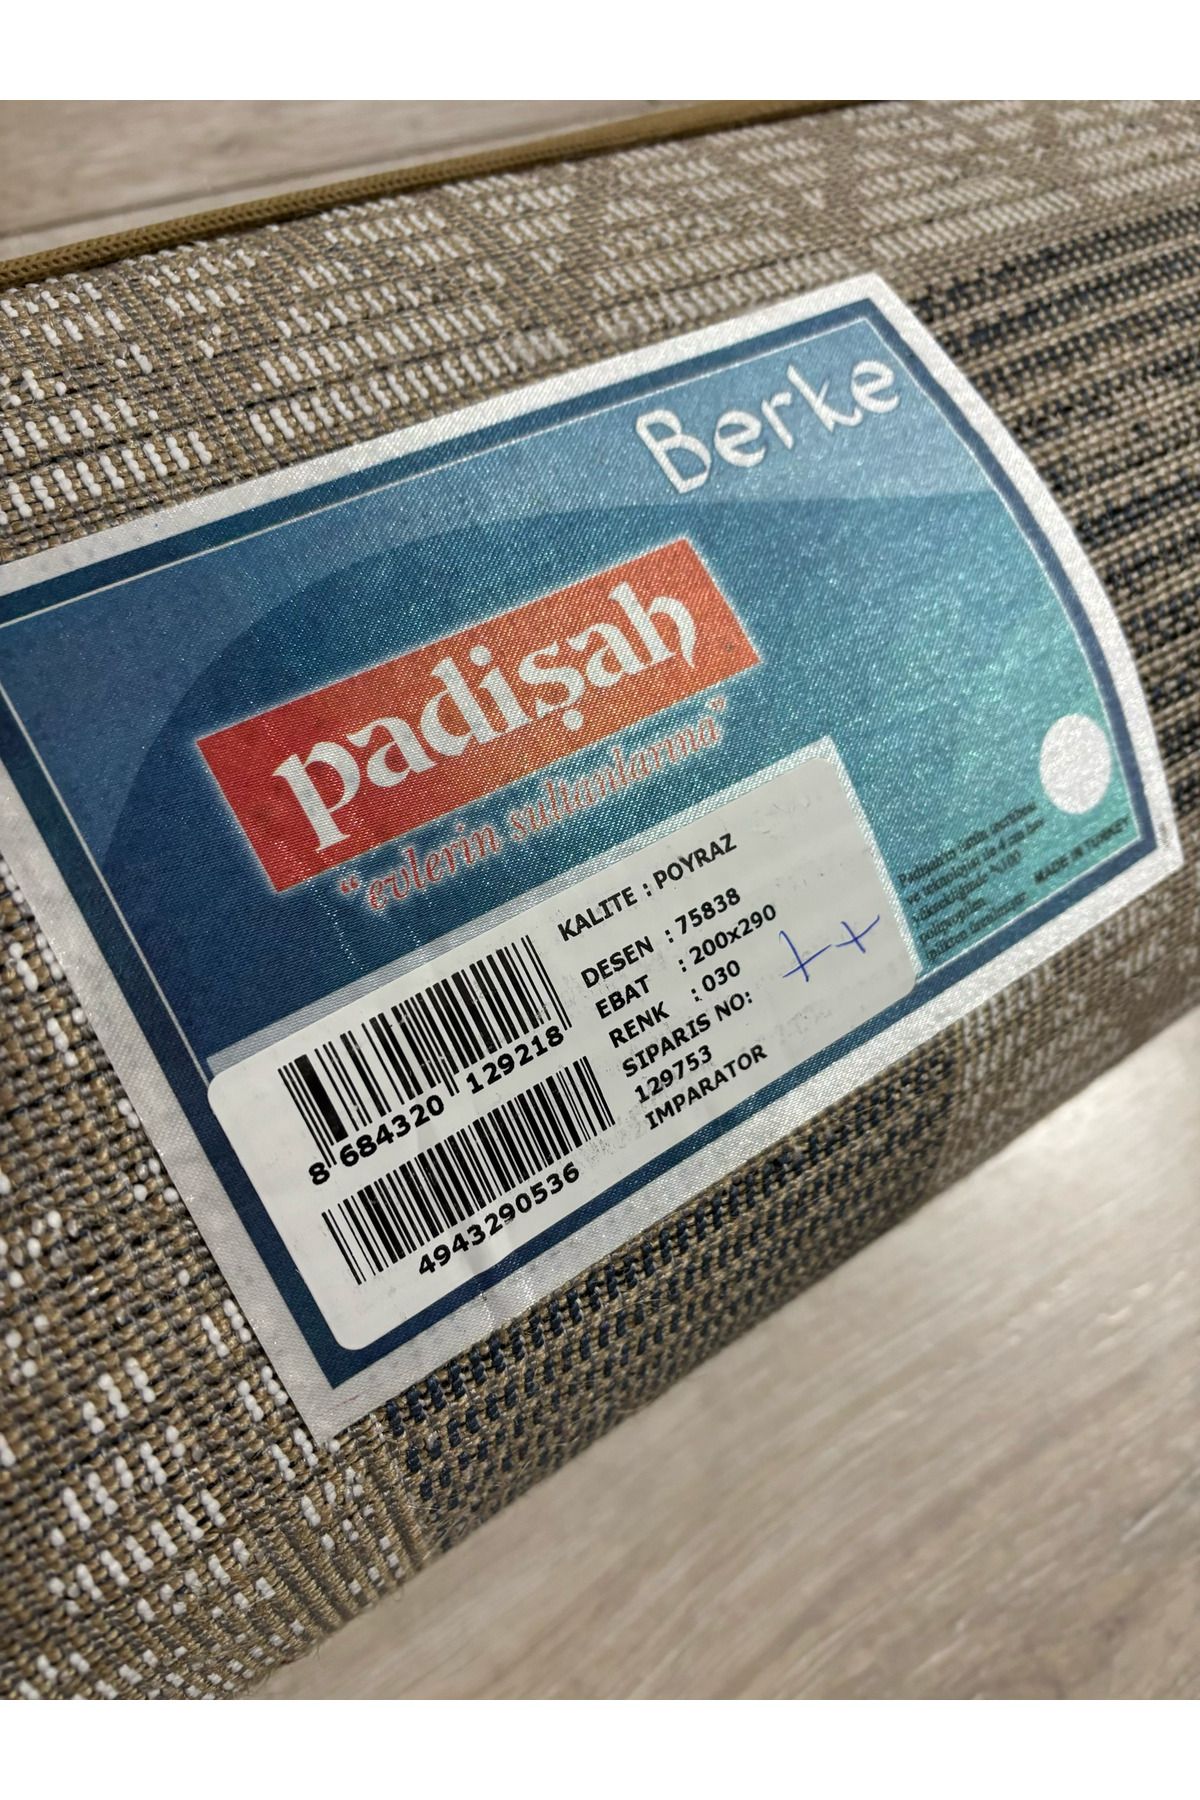 Berke
padişah
“evlerin sultanlarına”
KALITE : POYRAZ
DESEN : 75838
EBAT : 200x290
RENK : 030
SIPARIS NO:
129753
IMPARATOR
8 684320 129218
4943290536
++
MADE IN TURKEY